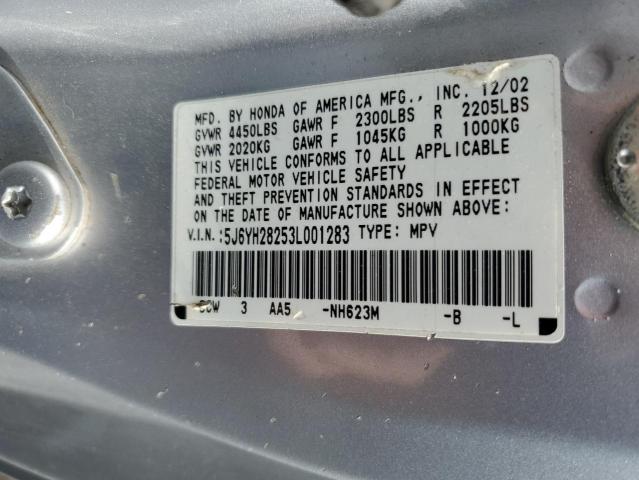 MFD. BY HONDA OF AMERICA MFG., INC. 12/02
GVWR 4450LBS GAWR F 2300LBS R 2205LBS
GVWR 2020KG GAWR F 1045KG R 1000KG
THIS VEHICLE CONFORMS TO ALL APPLICABLE
FEDERAL MOTOR VEHICLE SAFETY
AND THEFT PREVENTION STANDARDS IN EFFECT
ON THE DATE OF MANUFACTURE SHOWN ABOVE.
V.I.N.:5J6YH28253L001283 TYPE: MPV
3 AA5 -NH623M -B -L